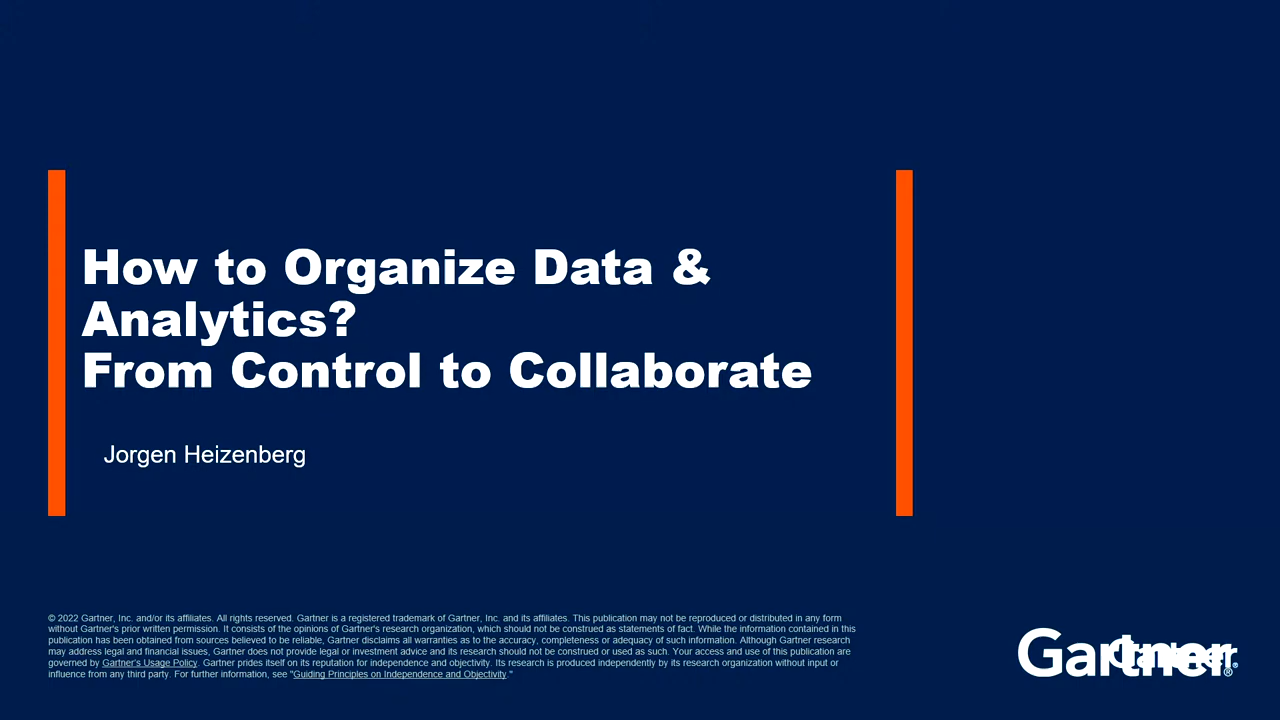 How to Organize Data &
Analytics?
From Control to Collaborate
Jorgen Heizenberg
© 2022 Gartner, Inc. and/or its affiliates. All rights reserved. Gartner is a registered trademark of Gartner, Inc. and its affiliates. This publication may not be reproduced or distributed in any form
without Gartner's prior written permission. It consists of the opinions of Gartner's research organization, which should not be construed as statements of fact. While the information contained in this
publication has been obtained from sources believed to be reliable, Gartner disclaims all warranties as to the accuracy, completeness or adequacy of such information. Although Gartner research
may address legal and financial issues, Gartner does not provide legal or investment advice and its research should not be construed or used as such. Your access and use of this publication are
governed by Gartner's Usage Policy. Gartner prides itself on its reputation for independence and objectivity. Its research is produced independently by its research organization without input or
influence from any third party. For further information, see "Guiding Principles on Independence and Objectivity."
Gartner®
Gartner®